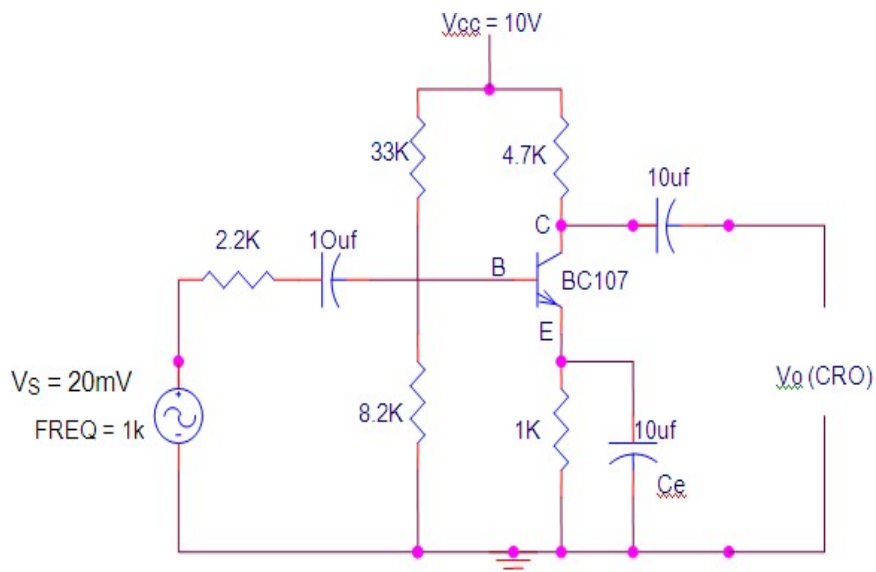 Vcc = 10V
33K
4.7K
10uf
C
2.2K
1Ouf
B
BC107
E
VS = 20mV
FREQ = 1k
+
-
8.2K
1K
10uf
Ce
Vo (CRO)